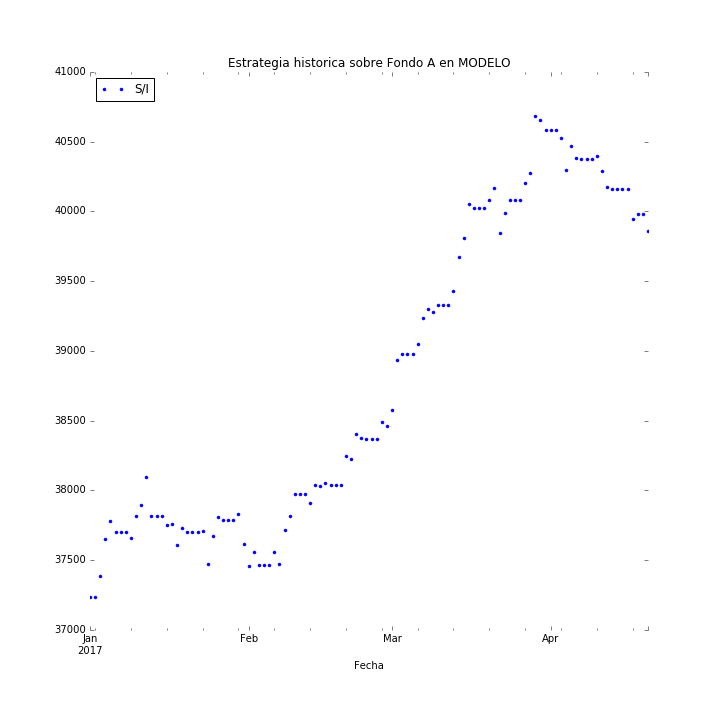 Estrategia historica sobre Fondo A en MODELO
S/I
41000
40500
40000
39500
39000
38500
38000
37500
37000
Jan Feb Mar Apr
2017
Fecha